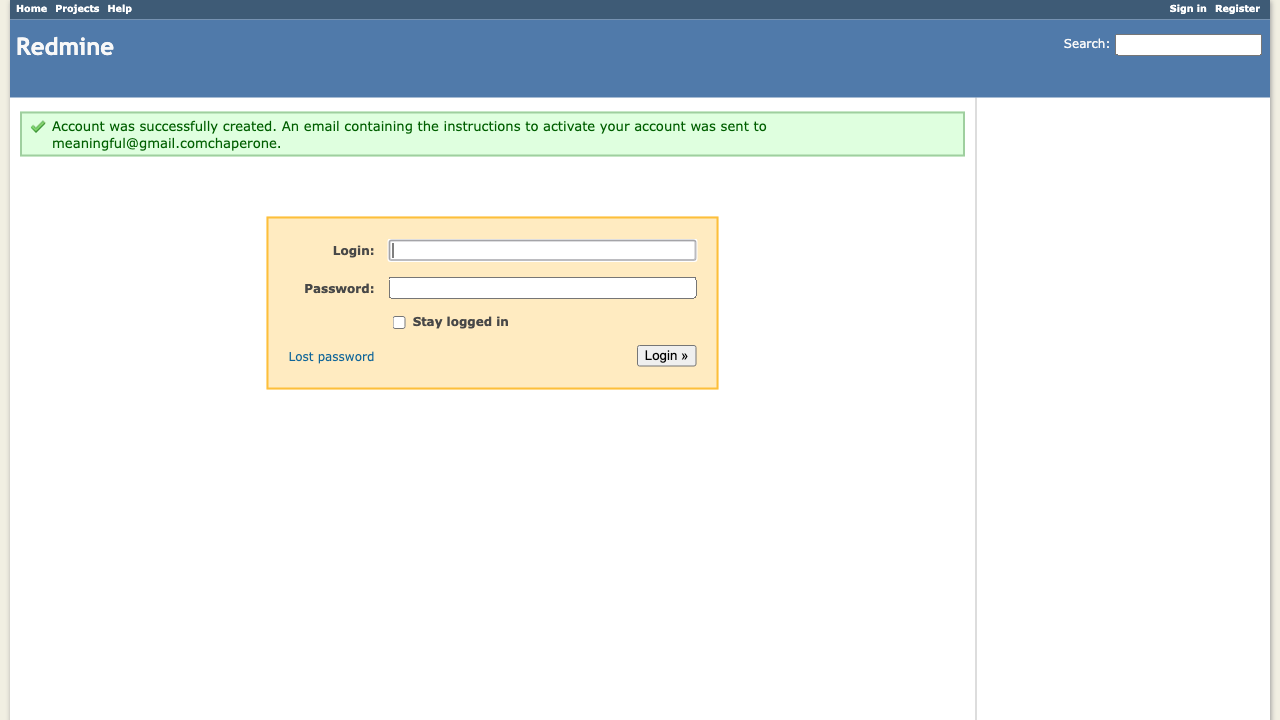 Home Projects Help Sign in Register
Redmine
Search:
Account was successfully created. An email containing the instructions to activate your account was sent to
meaningful@gmail.comchaperone.
Login:
Password:
Stay logged in
Lost password
Login »